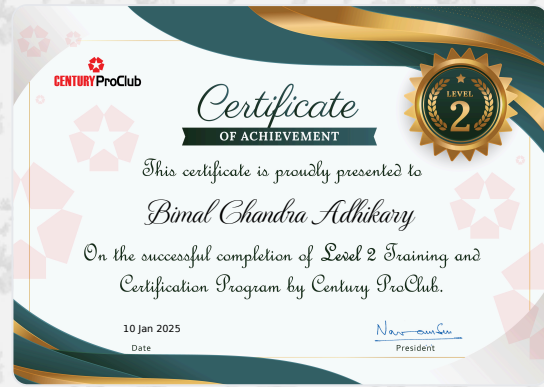 CENTURY ProClub
Certificate
OF ACHIEVEMENT
LEVEL
2
This certificate is proudly presented to
Bimal Chandra Adhikary
On the successful completion of Level 2 Training and
Certification Program by Century ProClub.
10 Jan 2025
Date
President